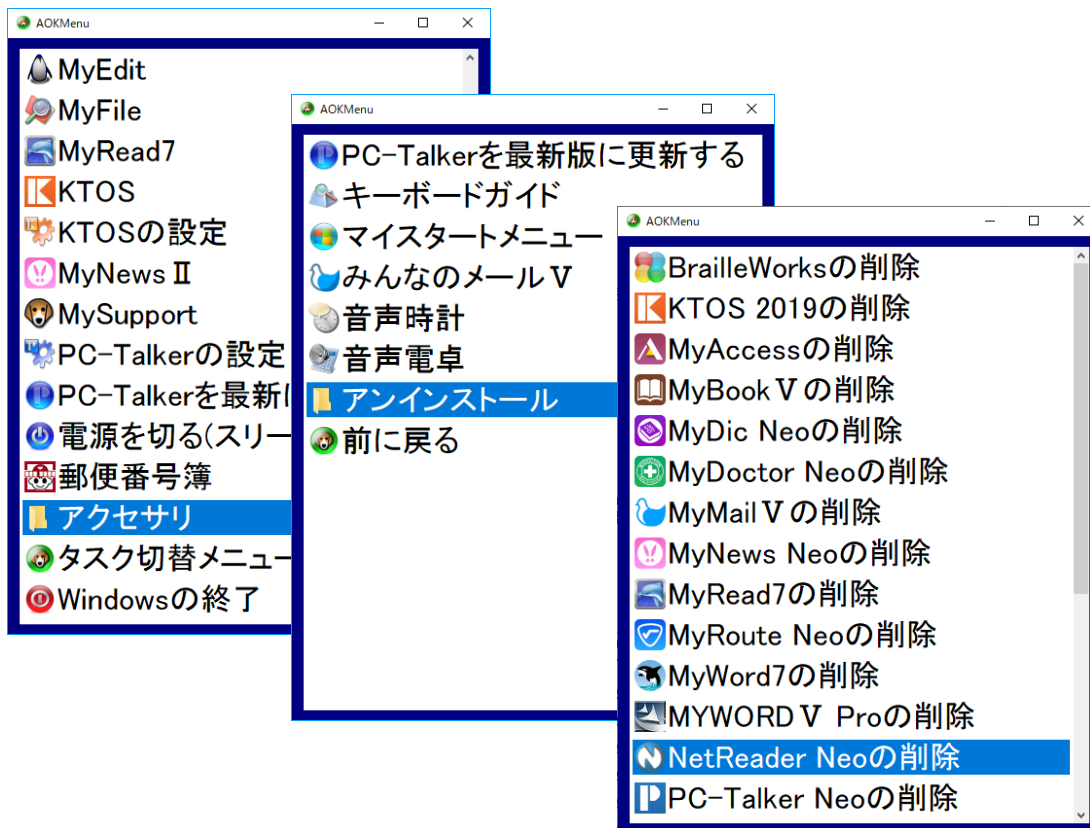 AOKMenu
MyEdit
MyFile
MyRead7
KTOS
KTOSの設定
MyNewsⅡ
MySupport
PC-Talkerの設定
PC-Talkerを最新
電源を切る(スリー
郵便番号簿
アクセサリ
タスク切替メニュー
Windowsの終了
AOKMenu
PC-Talkerを最新版に更新する
キーボードガイド
マイスタートメニュー
みんなのメールⅤ
音声時計
音声電卓
アンインストール
前に戻る
AOKMenu
BrailleWorksの削除
KTOS 2019の削除
MyAccessの削除
MyBookⅤの削除
MyDic Neoの削除
MyDoctor Neoの削除
MyMailⅤの削除
MyNews Neoの削除
MyRead7の削除
MyRoute Neoの削除
MyWord7の削除
MYWORDⅤ Proの削除
NetReader Neoの削除
PC-Talker Neoの削除